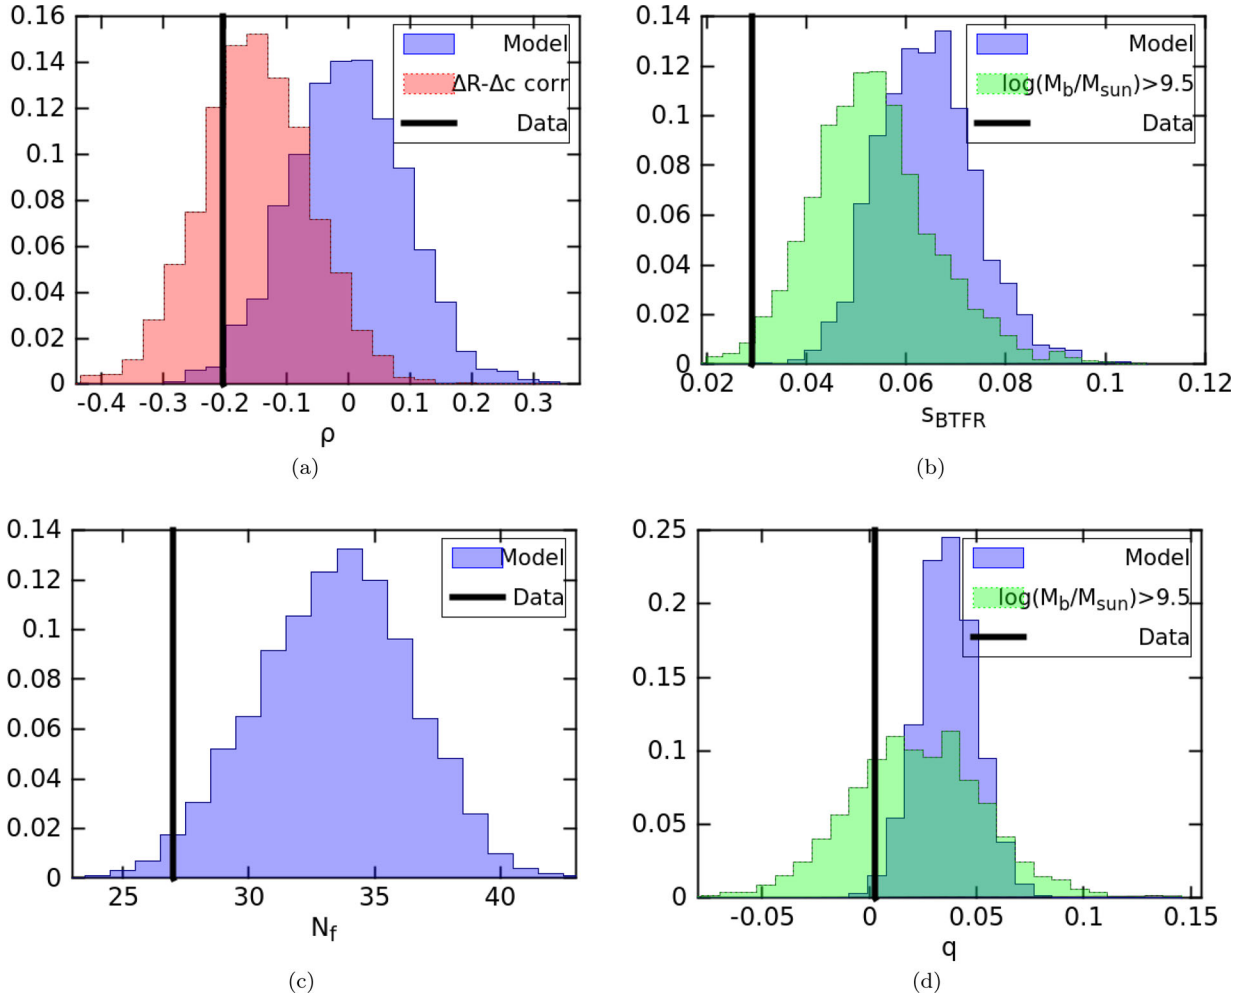 0.16
0.14
0.12
0.1
0.08
0.06
0.04
0.02
0
-0.4 -0.3 -0.2 -0.1 0 0.1 0.2 0.3
ρ
Model
ΔR-Δc corr
Data
(a)
0.14
0.12
0.1
0.08
0.06
0.04
0.02
0
0.02 0.04 0.06 0.08 0.1 0.12
s_BTFR
Model
log(M_b/M_sun)>9.5
Data
(b)
0.14
0.12
0.1
0.08
0.06
0.04
0.02
0
25 30 35 40
N_f
Model
Data
(c)
0.25
0.2
0.15
0.1
0.05
0
-0.05 0 0.05 0.1 0.15
q
Model
log(M_b/M_sun)>9.5
Data
(d)